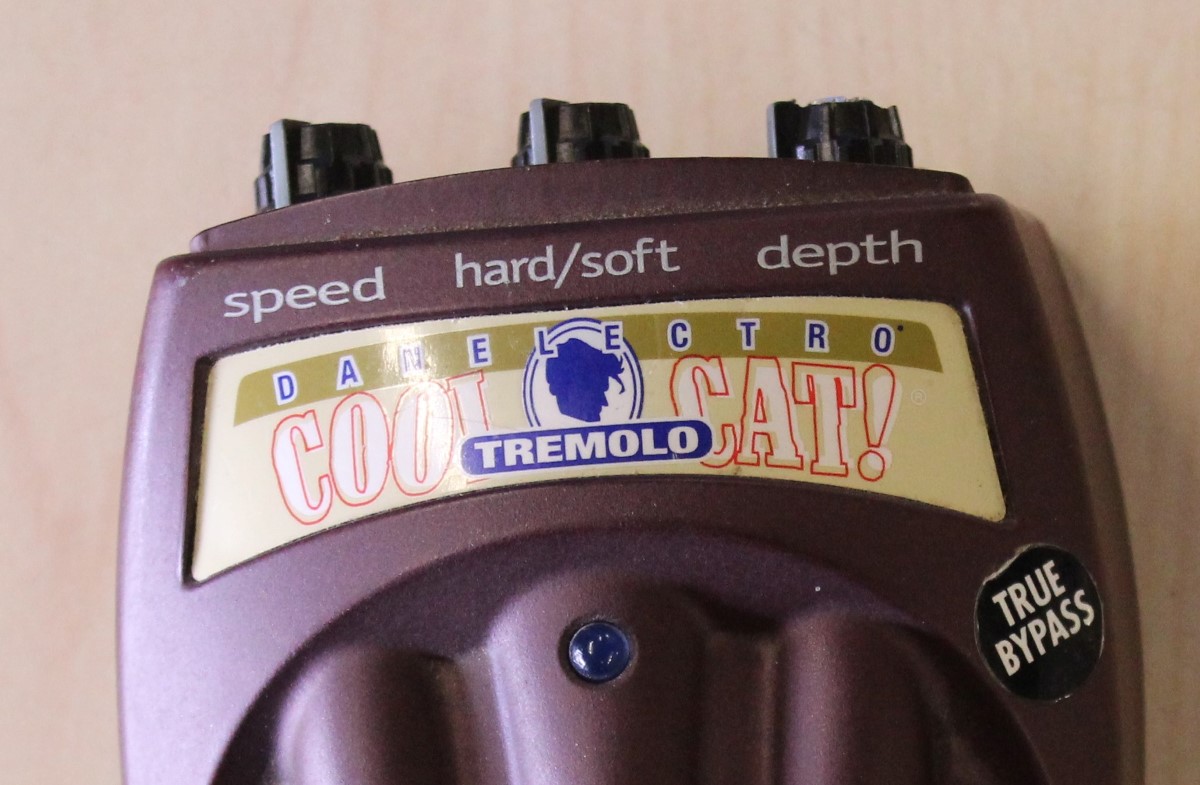 speed hard/soft depth
DANELECTRO
COOL CAT! ®
TREMOLO
TRUE
BYPASS